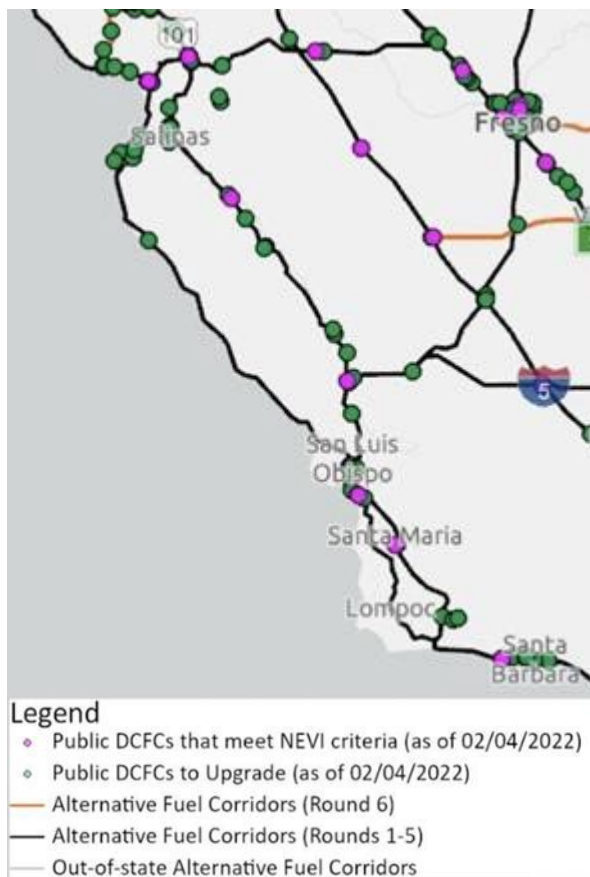 101
Salinas
Fresno
V
5
San Luis
Obispo
Santa Maria
Lompoc
Santa
Barbara
Legend
Public DCFCs that meet NEVI criteria (as of 02/04/2022)
Public DCFCs to Upgrade (as of 02/04/2022)
Alternative Fuel Corridors (Round 6)
Alternative Fuel Corridors (Rounds 1-5)
Out-of-state Alternative Fuel Corridors